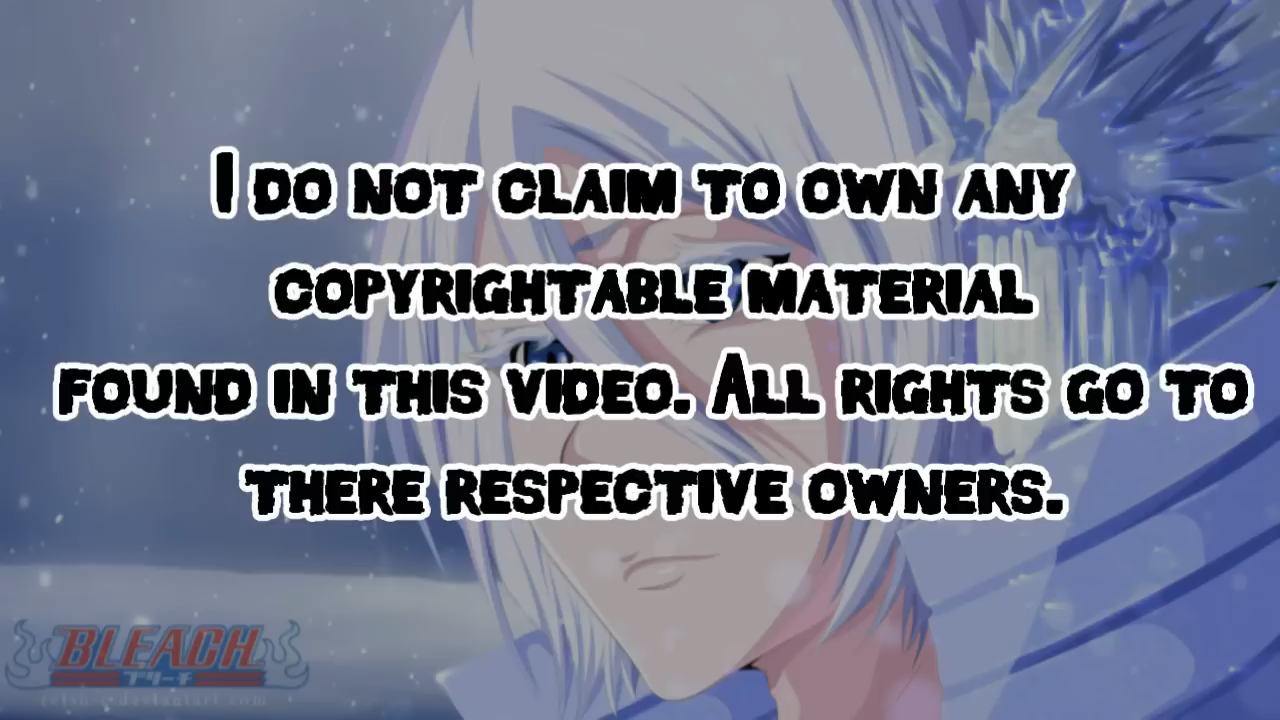 I do not claim to own any
copyrightable material
found in this video. All rights go to
there respective owners.
BLEACH
ブリーチ